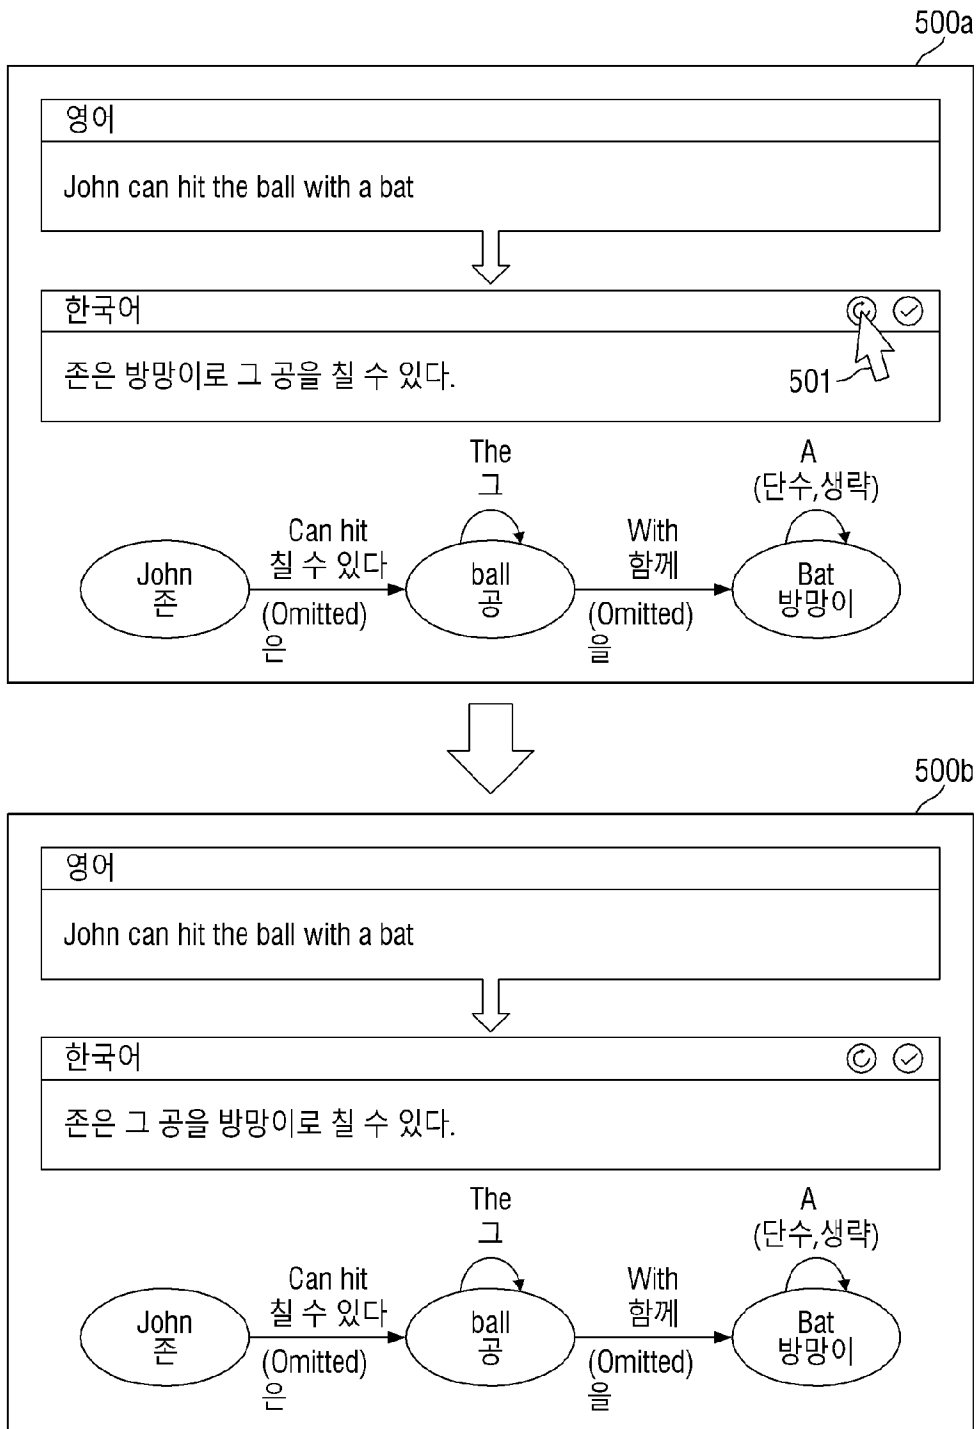 500a
영어
John can hit the ball with a bat
한국어
존은 방망이로 그 공을 칠 수 있다.
501
The
그
A
(단수,생략)
Can hit
칠 수 있다
With
함께
John
존
ball
공
Bat
방망이
(Omitted)
은
(Omitted)
을
500b
영어
John can hit the ball with a bat
한국어
존은 그 공을 방망이로 칠 수 있다.
The
그
A
(단수,생략)
Can hit
칠 수 있다
With
함께
John
존
ball
공
Bat
방망이
(Omitted)
은
(Omitted)
을